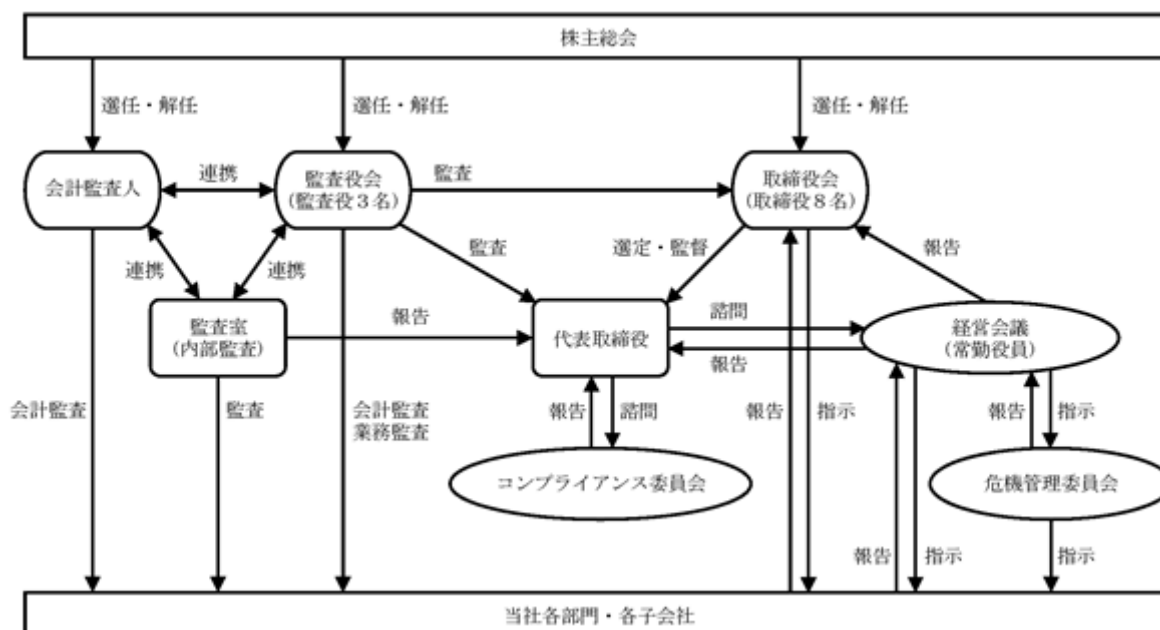 株主総会
選任・解任
選任・解任
選任・解任
会計監査人
連携
監査役会
(監査役3名)
監査
取締役会
(取締役8名)
連携
連携
監査
選定・監督
報告
監査室
(内部監査)
報告
代表取締役
諮問
報告
経営会議
(常勤役員)
会計監査
監査
会計監査
業務監査
報告
諮問
報告
指示
報告
指示
コンプライアンス委員会
危機管理委員会
報告
指示
指示
当社各部門・各子会社